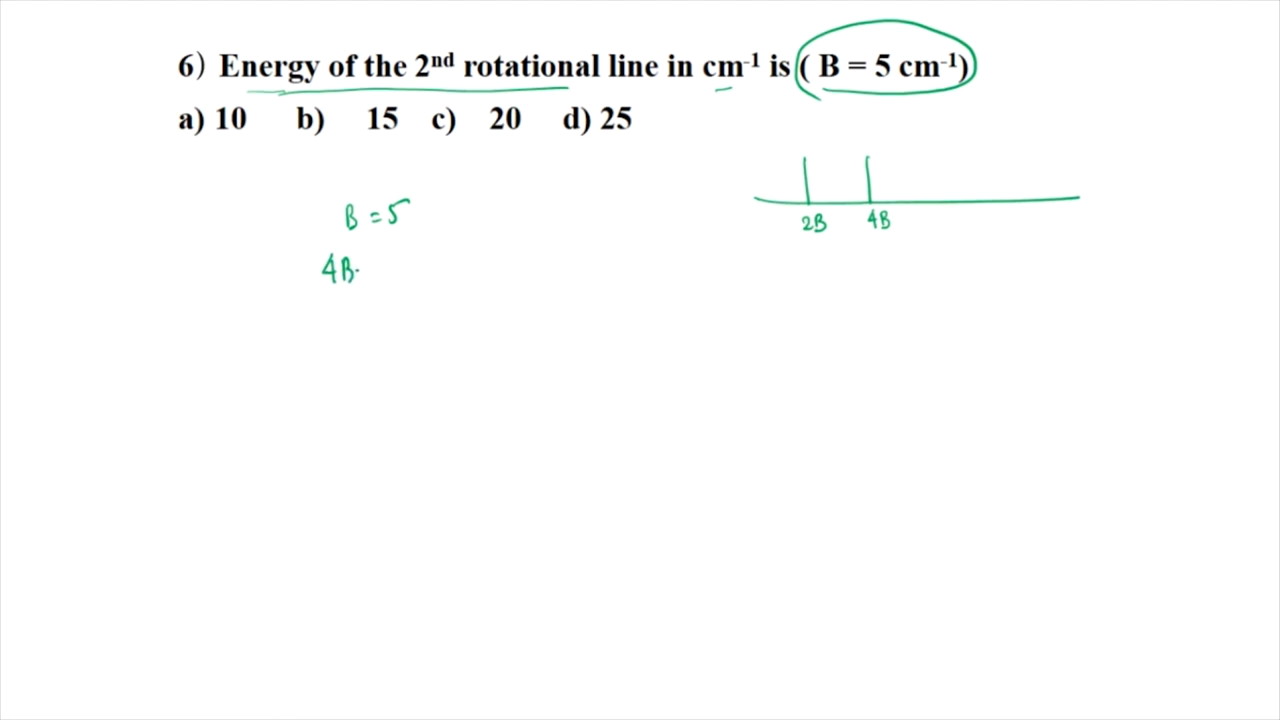 6) Energy of the 2nd rotational line in cm-1 is ( B = 5 cm-1)
a) 10 b) 15 c) 20 d) 25
2B 4B
B = 5
4B.